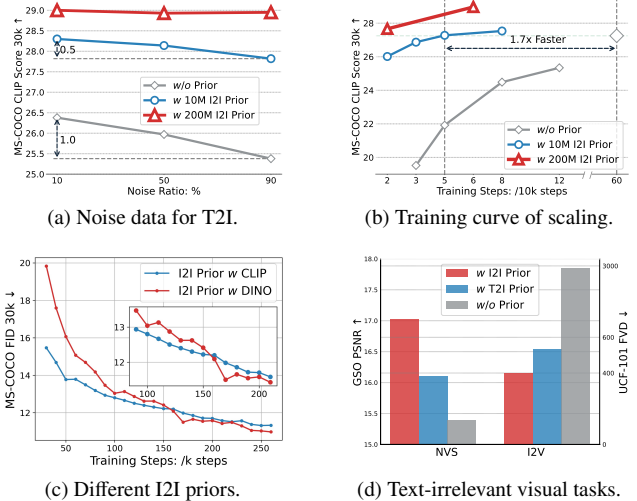 MS-COCO CLIP Score 30k ↑
29.0
28.5
28.0
27.5
27.0
26.5
26.0
25.5
25.0
0.5
1.0
w/o Prior
w 10M I2I Prior
w 200M I2I Prior
10
50
90
Noise Ratio: %
(a) Noise data for T2I.
MS-COCO CLIP Score 30k ↑
28
26
24
22
20
1.7x Faster
w/o Prior
w 10M I2I Prior
w 200M I2I Prior
2 3 4 5 6 8 12 60
Training Steps: /10k steps
(b) Training curve of scaling.
MS-COCO FID 30k ↓
20
18
16
14
12
I2I Prior w CLIP
I2I Prior w DINO
13
12
100 150 200
50 100 150 200 250
Training Steps: /k steps
(c) Different I2I priors.
GSO PSNR ↑
18.0
17.5
17.0
16.5
16.0
15.5
15.0
w I2I Prior
w T2I Prior
w/o Prior
3000
600
400
0
UCF-101 FVD ↓
NVS I2V
(d) Text-irrelevant visual tasks.